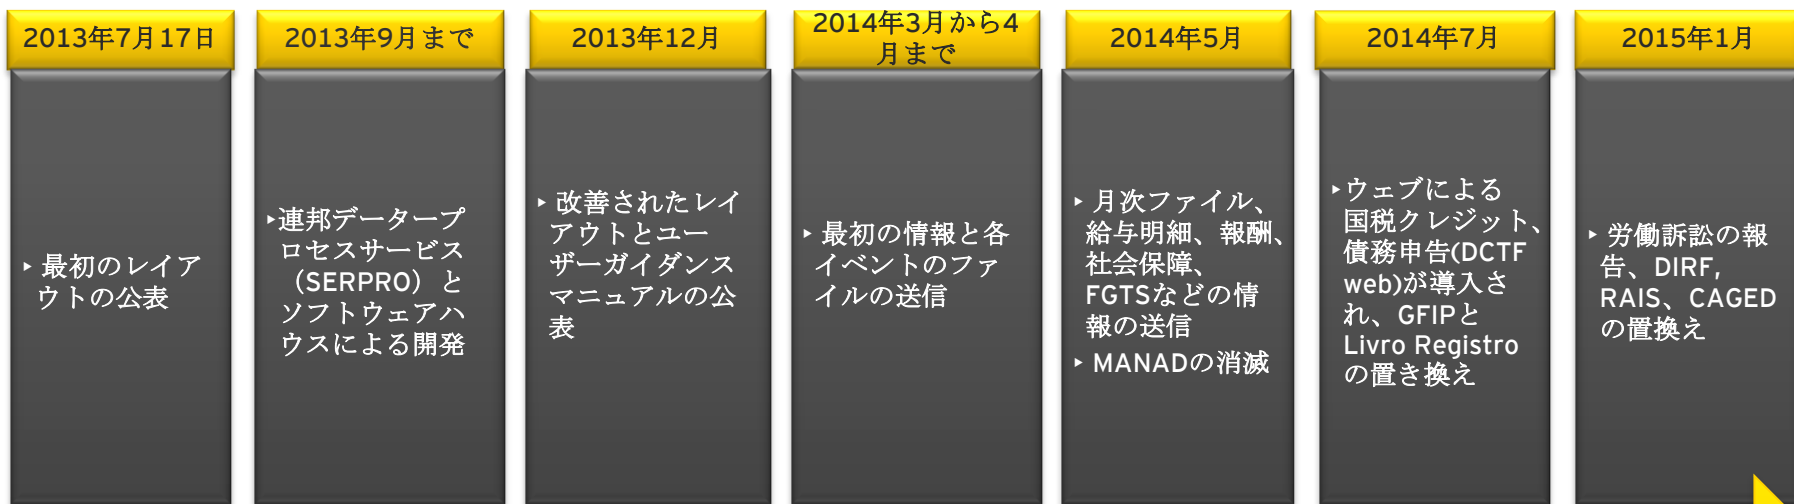 2013年7月17日
▸ 最初のレイア
ウトの公表
2013年9月まで
▸連邦データープ
ロセスサービス
（SERPRO）と
ソフトウェアハ
ウスによる開発
2013年12月
▸ 改善されたレイ
アウトとユー
ザーガイダンス
マニュアルの公
表
2014年3月から4
月まで
▸ 最初の情報と各
イベントのファ
イルの送信
2014年5月
▸ 月次ファイル、
給与明細、報酬、
社会保障、
FGTSなどの情
報の送信
▸ MANADの消滅
2014年7月
▸ウェブによる
国税クレジット、
債務申告(DCTF
web)が導入さ
れ、GFIPと
Livro Registro
の置き換え
2015年1月
▸ 労働訴訟の報
告、DIRF,
RAIS、CAGED
の置換え